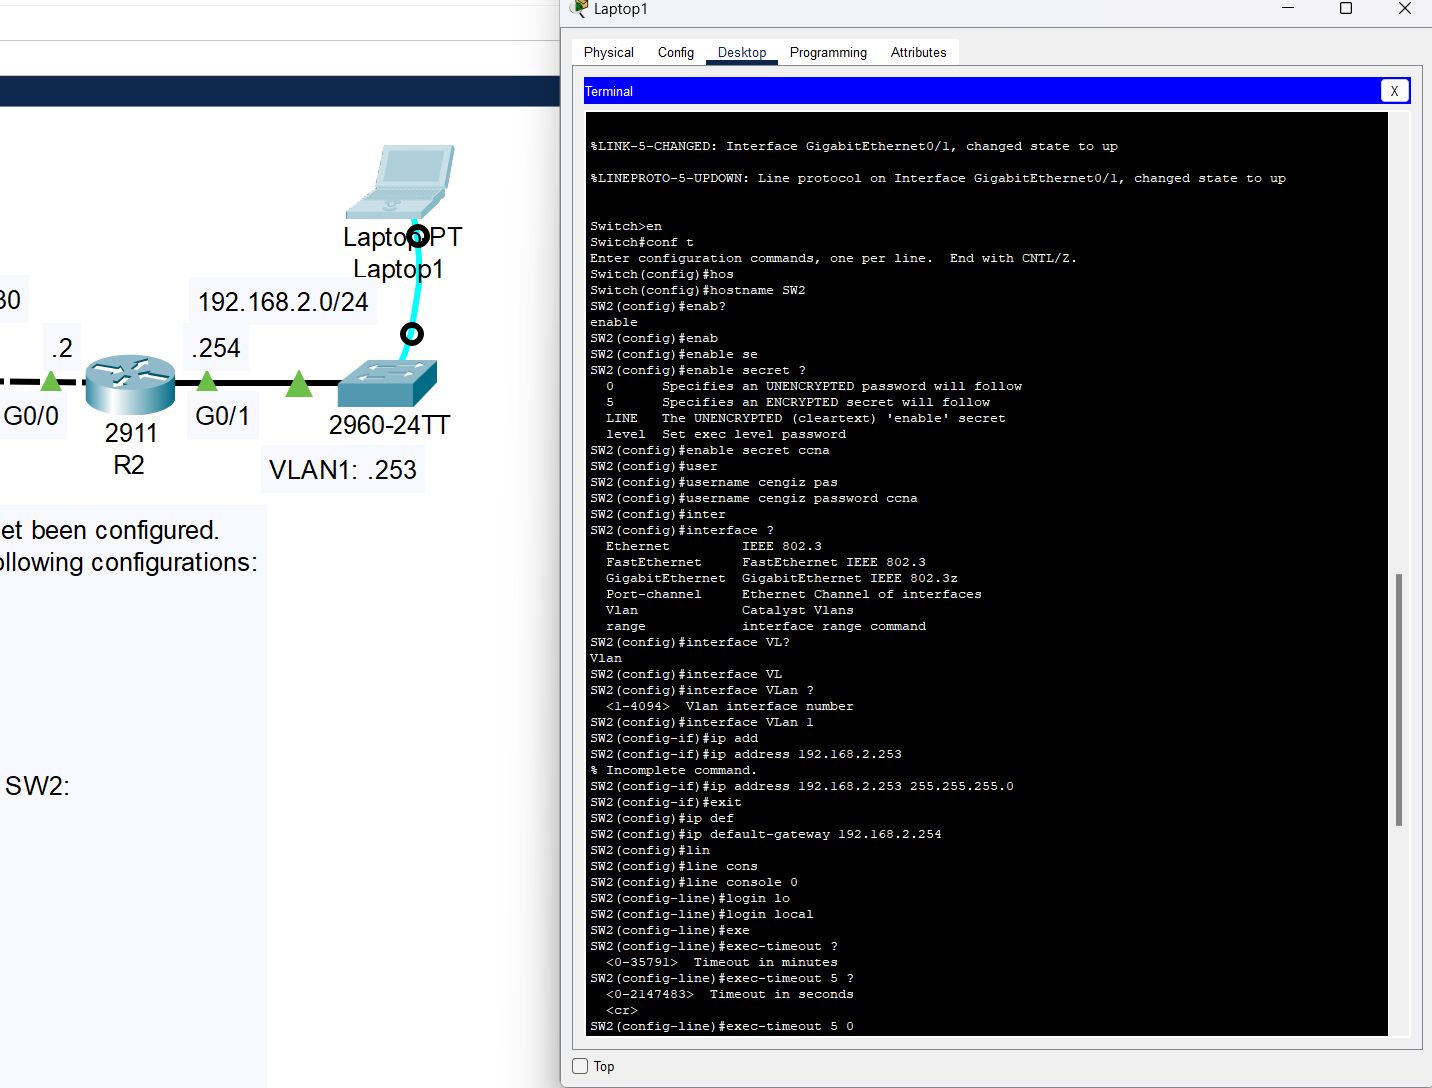 Laptop-PT
Laptop1
30
192.168.2.0/24
.2
.254
G0/0
G0/1
2911
R2
2960-24TT
VLAN1: .253
et been configured.
ollowing configurations:
SW2:
Laptop1
Physical Config Desktop Programming Attributes
Terminal
X
%LINK-5-CHANGED: Interface GigabitEthernet0/1, changed state to up
%LINEPROTO-5-UPDOWN: Line protocol on Interface GigabitEthernet0/1, changed state to up
Switch>en
Switch#conf t
Enter configuration commands, one per line.  End with CNTL/Z.
Switch(config)#hos
Switch(config)#hostname SW2
SW2(config)#enab?
enable
SW2(config)#enab
SW2(config)#enable se
SW2(config)#enable secret ?
  0      Specifies an UNENCRYPTED password will follow
  5      Specifies an ENCRYPTED secret will follow
  LINE   The UNENCRYPTED (cleartext) 'enable' secret
  level  Set exec level password
SW2(config)#enable secret ccna
SW2(config)#user
SW2(config)#username cengiz pas
SW2(config)#username cengiz password ccna
SW2(config)#inter
SW2(config)#interface ?
  Ethernet         IEEE 802.3
  FastEthernet     FastEthernet IEEE 802.3
  GigabitEthernet  GigabitEthernet IEEE 802.3z
  Port-channel     Ethernet Channel of interfaces
  Vlan             Catalyst Vlans
  range            interface range command
SW2(config)#interface VL?
Vlan
SW2(config)#interface VL
SW2(config)#interface VLan ?
  <1-4094>  Vlan interface number
SW2(config)#interface VLan 1
SW2(config-if)#ip add
SW2(config-if)#ip address 192.168.2.253
% Incomplete command.
SW2(config-if)#ip address 192.168.2.253 255.255.255.0
SW2(config-if)#exit
SW2(config)#ip def
SW2(config)#ip default-gateway 192.168.2.254
SW2(config)#lin
SW2(config)#line cons
SW2(config)#line console 0
SW2(config-line)#login lo
SW2(config-line)#login local
SW2(config-line)#exe
SW2(config-line)#exec-timeout ?
  <0-35791>  Timeout in minutes
SW2(config-line)#exec-timeout 5 ?
  <0-2147483>  Timeout in seconds
  <cr>
SW2(config-line)#exec-timeout 5 0
Top